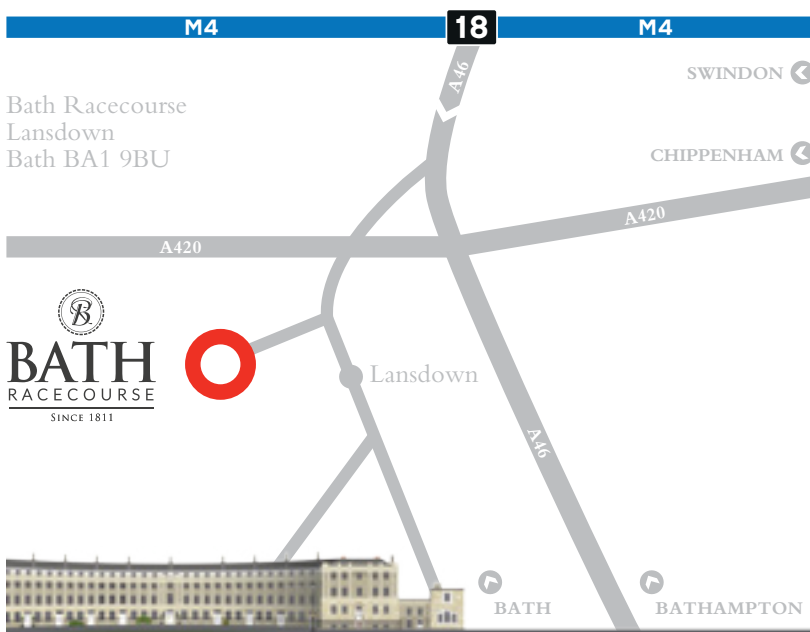 M4
18
M4
A46
SWINDON
Bath Racecourse
Lansdown
Bath BA1 9BU
CHIPPENHAM
A420
A420
B
BATH
RACECOURSE
SINCE 1811
Lansdown
A46
BATH
BATHAMPTON